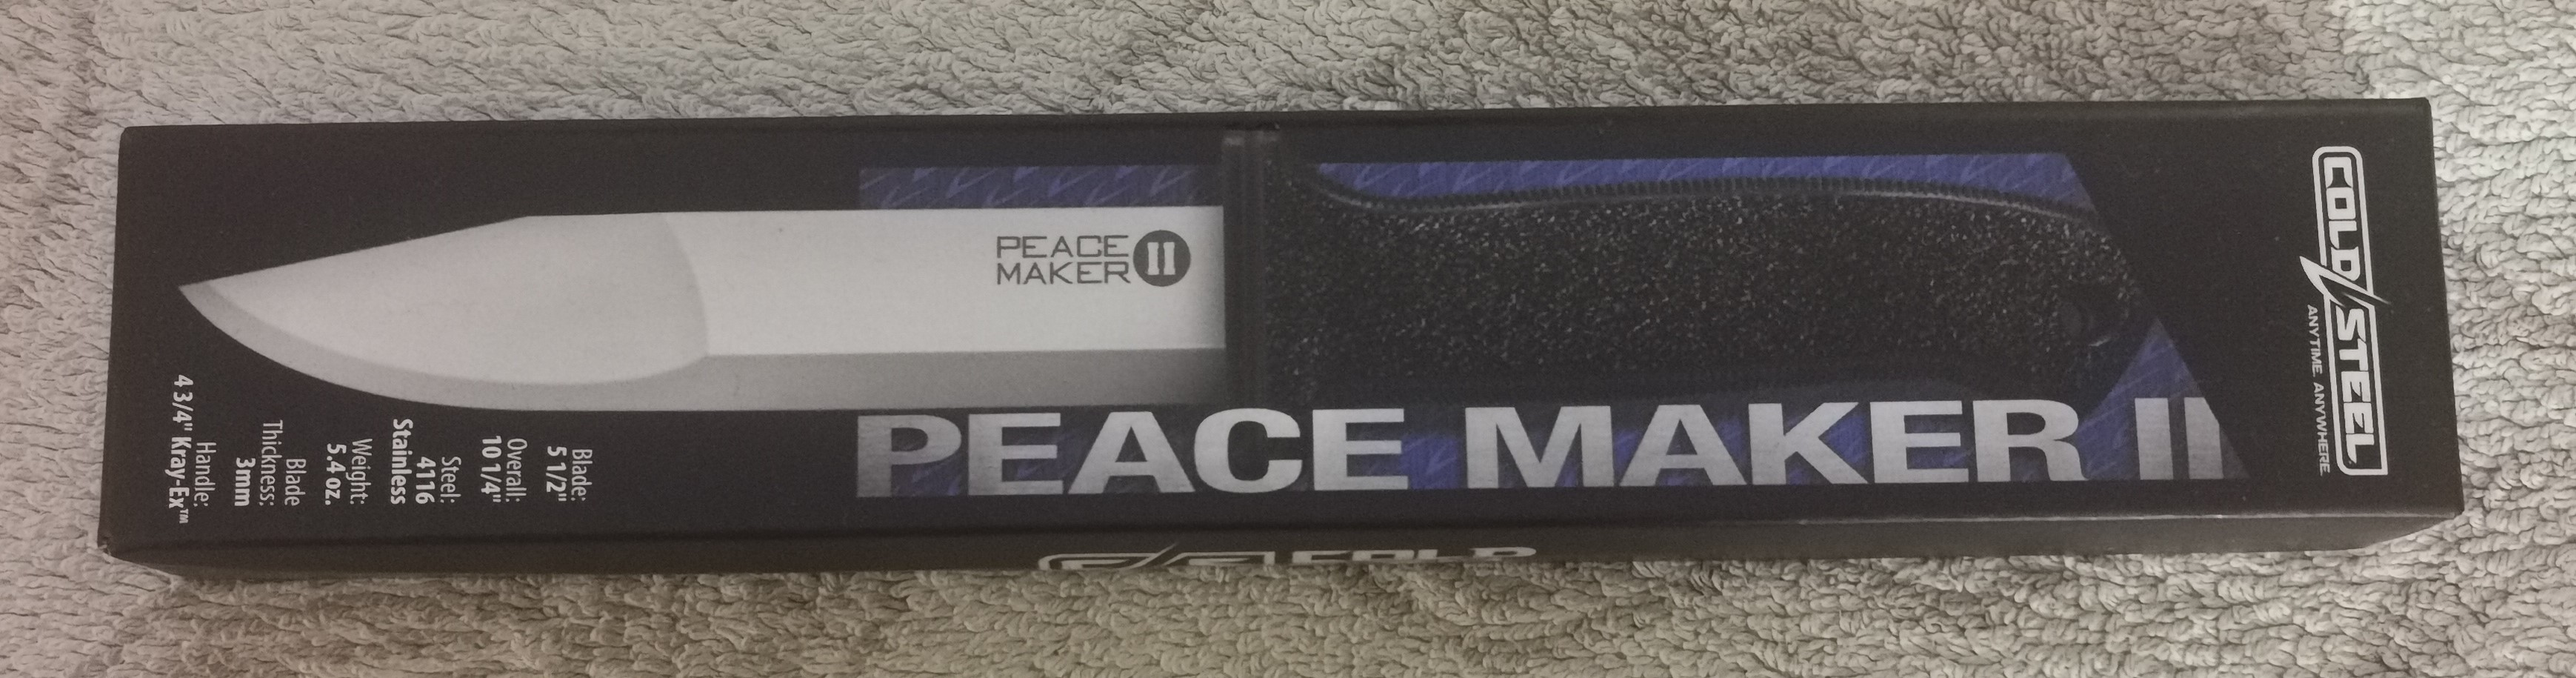 PEACE
MAKER II
PEACE MAKER II
COLD STEEL
ANYTIME. ANYWHERE.
Blade:
5 1/2"
Overall:
10 1/4"
Steel:
4116
Stainless
Weight:
5.4 oz.
Blade
Thickness:
3mm
Handle:
4 3/4" Kray-Ex™
COLD